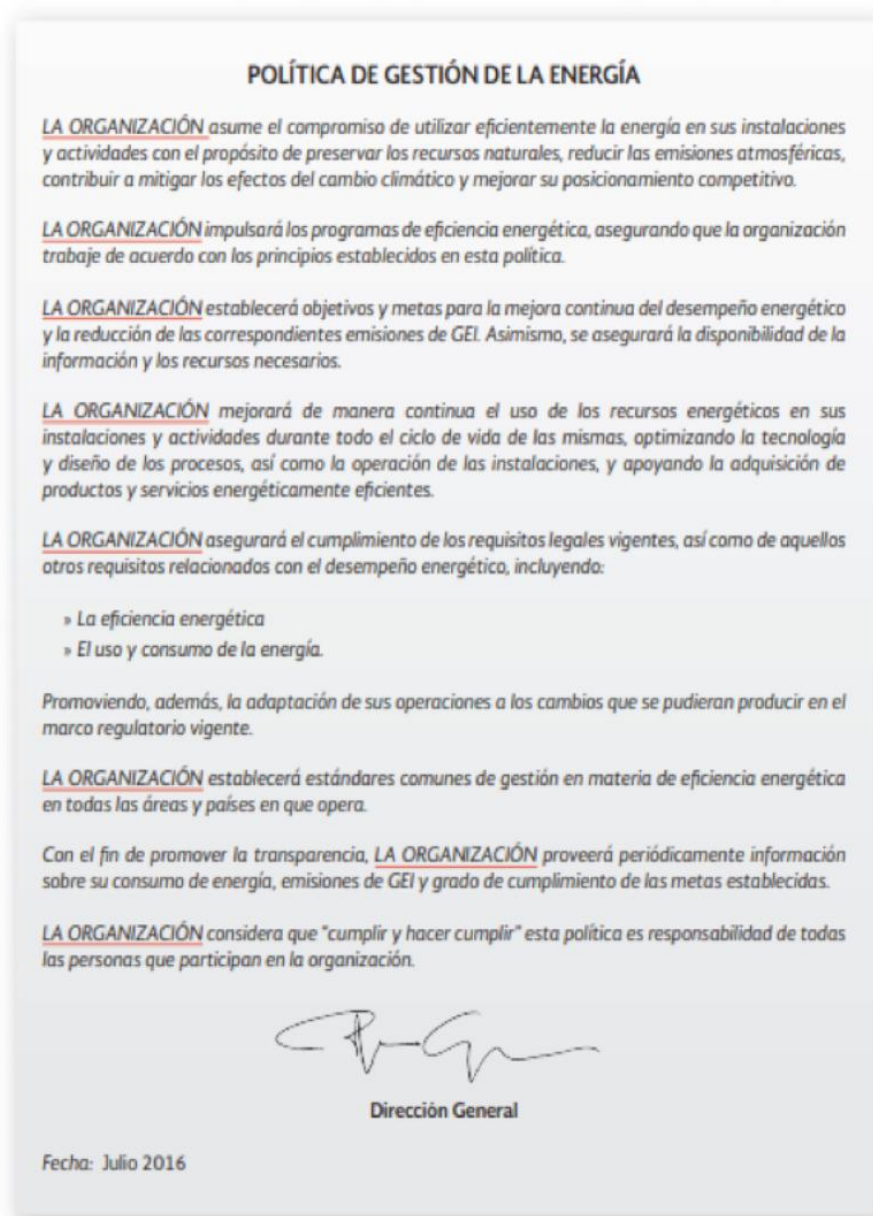 POLÍTICA DE GESTIÓN DE LA ENERGÍA
LA ORGANIZACIÓN asume el compromiso de utilizar eficientemente la energía en sus instalaciones
y actividades con el propósito de preservar los recursos naturales, reducir las emisiones atmosféricas,
contribuir a mitigar los efectos del cambio climático y mejorar su posicionamiento competitivo.
LA ORGANIZACIÓN impulsará los programas de eficiencia energética, asegurando que la organización
trabaje de acuerdo con los principios establecidos en esta política.
LA ORGANIZACIÓN establecerá objetivos y metas para la mejora continua del desempeño energético
y la reducción de las correspondientes emisiones de GEI. Asimismo, se asegurará la disponibilidad de la
información y los recursos necesarios.
LA ORGANIZACIÓN mejorará de manera continua el uso de los recursos energéticos en sus
instalaciones y actividades durante todo el ciclo de vida de las mismas, optimizando la tecnología
y diseño de los procesos, así como la operación de las instalaciones, y apoyando la adquisición de
productos y servicios energéticamente eficientes.
LA ORGANIZACIÓN asegurará el cumplimiento de los requisitos legales vigentes, así como de aquellos
otros requisitos relacionados con el desempeño energético, incluyendo:
» La eficiencia energética
» El uso y consumo de la energía.
Promoviendo, además, la adaptación de sus operaciones a los cambios que se pudieran producir en el
marco regulatorio vigente.
LA ORGANIZACIÓN establecerá estándares comunes de gestión en materia de eficiencia energética
en todas las áreas y países en que opera.
Con el fin de promover la transparencia, LA ORGANIZACIÓN proveerá periódicamente información
sobre su consumo de energía, emisiones de GEI y grado de cumplimiento de las metas establecidas.
LA ORGANIZACIÓN considera que "cumplir y hacer cumplir" esta política es responsabilidad de todas
las personas que participan en la organización.
Dirección General
Fecha: Julio 2016